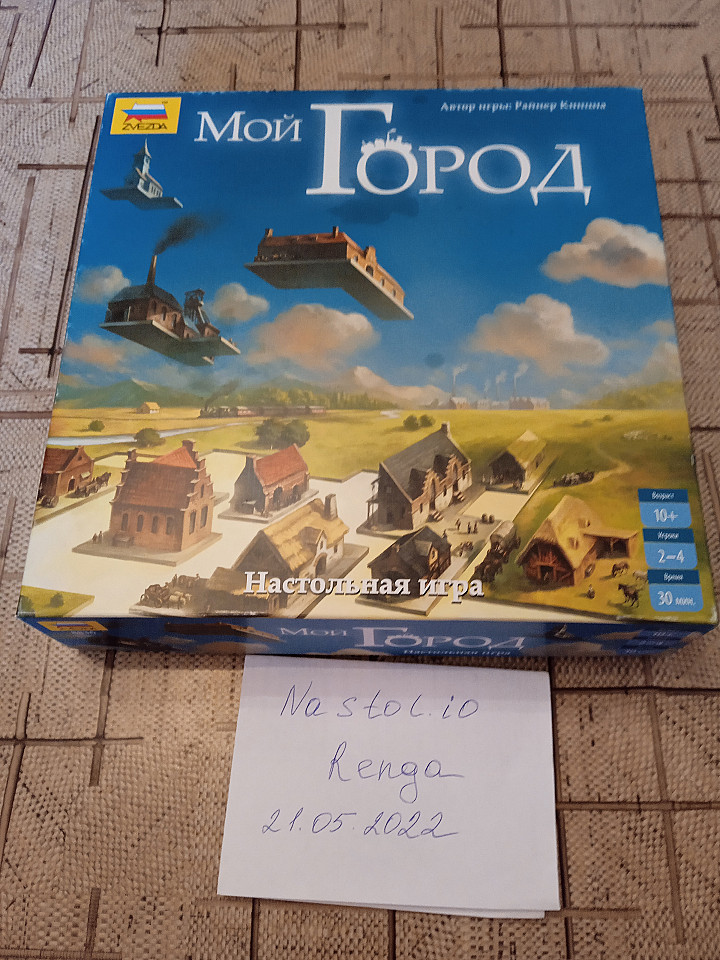 ZVEZDA
Мой Город
Автор игры: Райнер Книция
Возраст
10+
Игроки
2–4
Время
30 мин.
Настольная игра
Мой Город
Настольная игра
Nastol.io
Renga
21.05.2022